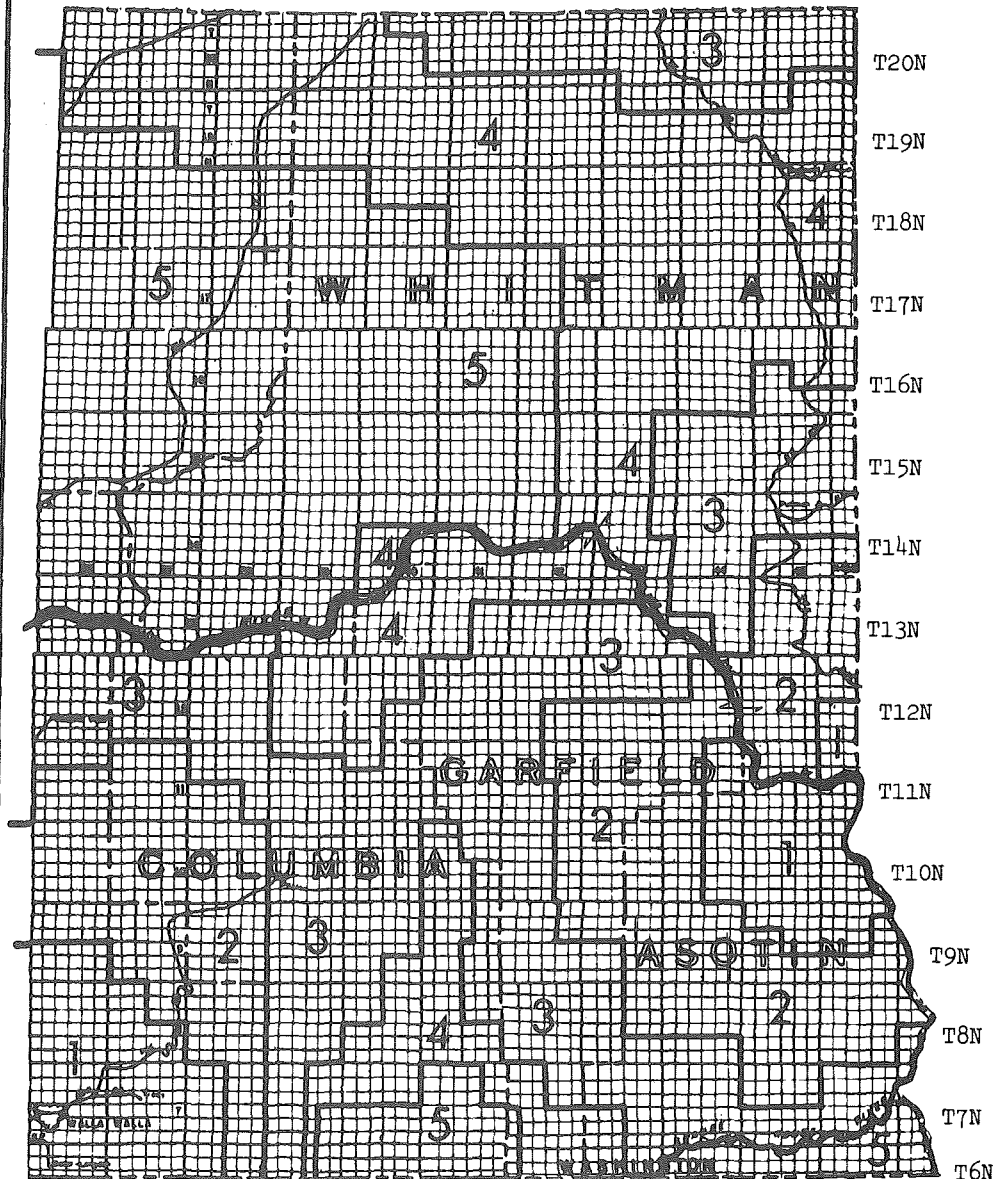 3
T20N
4
T19N
4
T18N
5
WHITMAN
T17N
5
T16N
4
T15N
3
4
T14N
4
T13N
3
3
2
1
T12N
GARFIELD
T11N
2
COLUMBIA
1
T10N
2
3
ASOTIN
T9N
4
3
2
T8N
1
WALLA WALLA
5
T7N
5
WASHINGTON
T6N